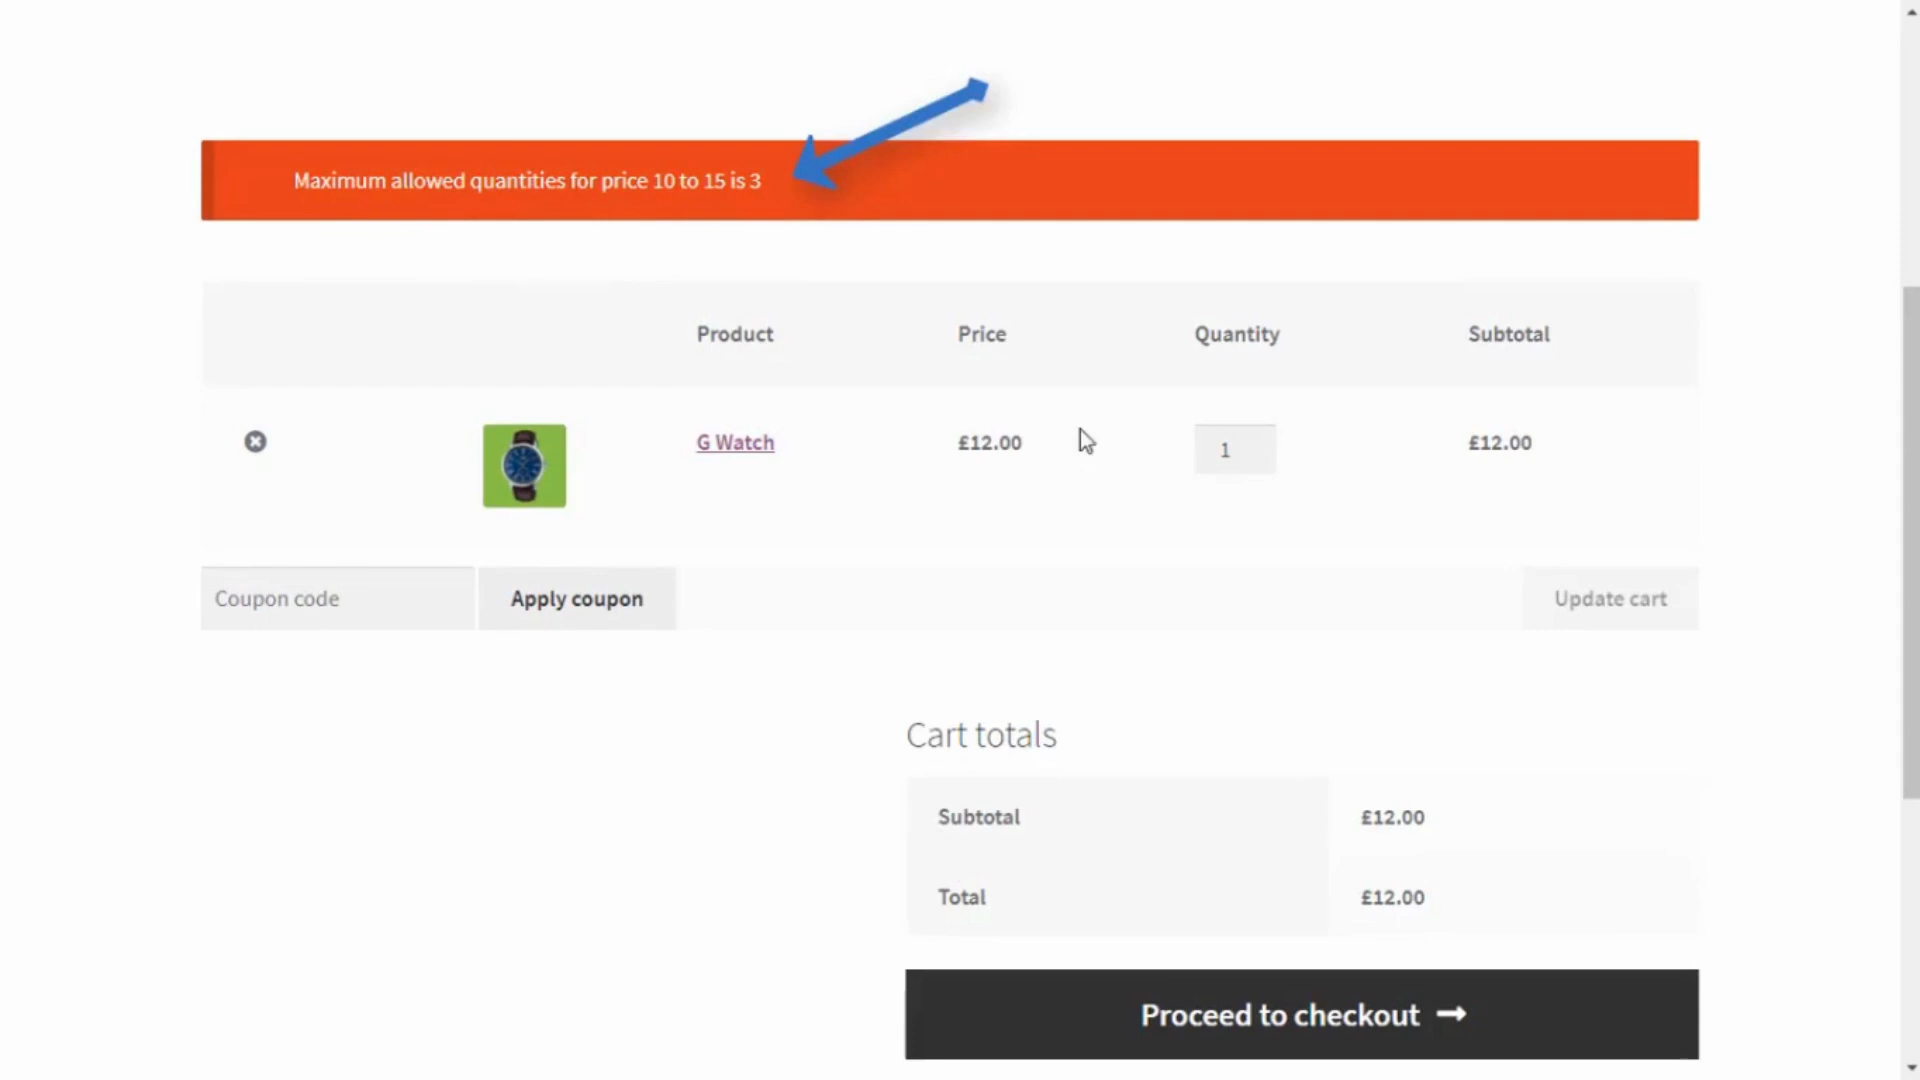 Maximum allowed quantities for price 10 to 15 is 3
Product Price Quantity Subtotal
G Watch £12.00 1 £12.00
Coupon code Apply coupon Update cart
Cart totals
Subtotal £12.00
Total £12.00
Proceed to checkout